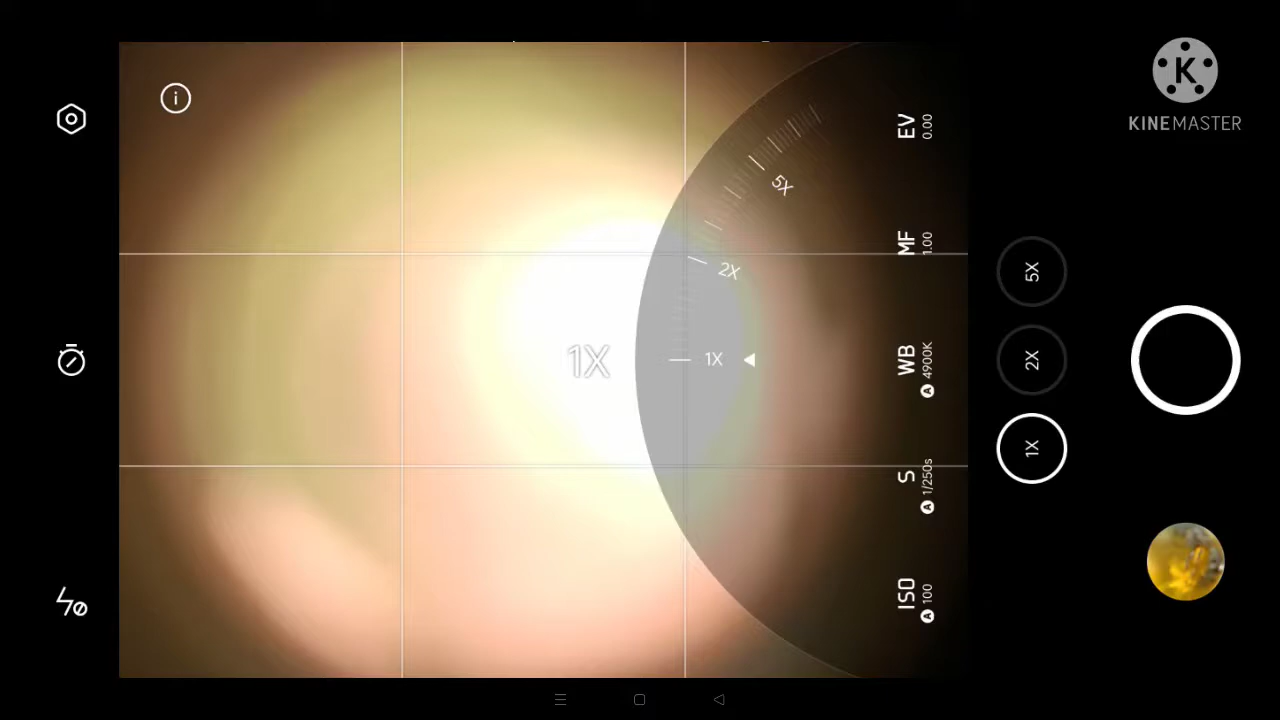 KINEMASTER
K
EV
0.00
MF
1.00
WB
A 4900K
S
A 1/250s
ISO
A 100
5X
2X
1X
1X
5X
2X
1X
i